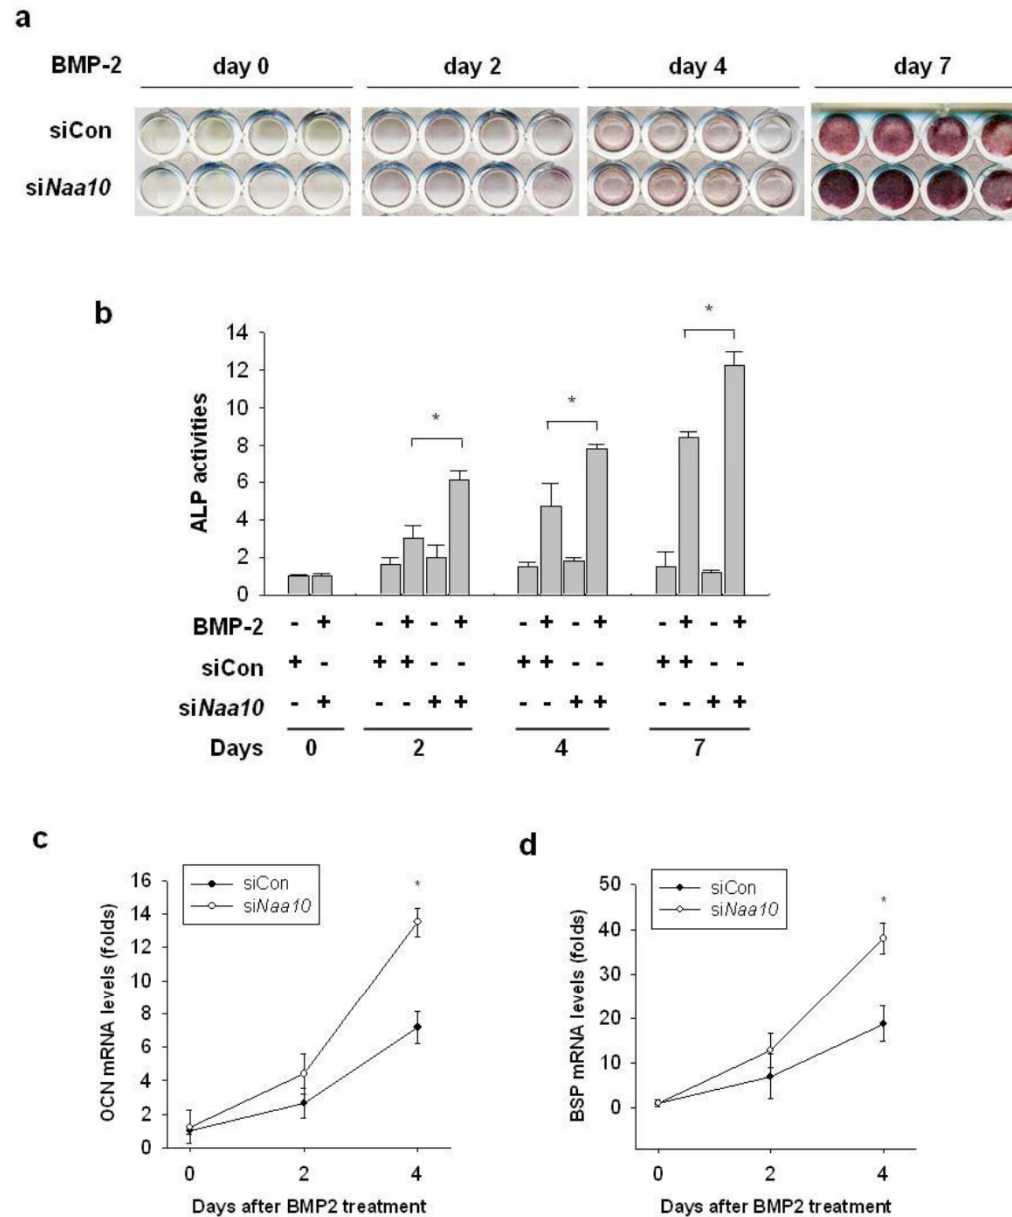 a
BMP-2 day 0 day 2 day 4 day 7
siCon
siNaa10
b
ALP activities
14
12
10
8
6
4
2
0
* * *
BMP-2 - + - + - + - + - + - + - +
siCon + - + + - - + + - - + + - -
siNaa10 - + - - + + - - + + - - + +
Days 0 2 4 7
c
siCon
siNaa10
OCN mRNA levels (folds)
16
14
12
10
8
6
4
2
0
*
0 2 4
Days after BMP2 treatment
d
siCon
siNaa10
BSP mRNA levels (folds)
50
40
30
20
10
0
*
0 2 4
Days after BMP2 treatment